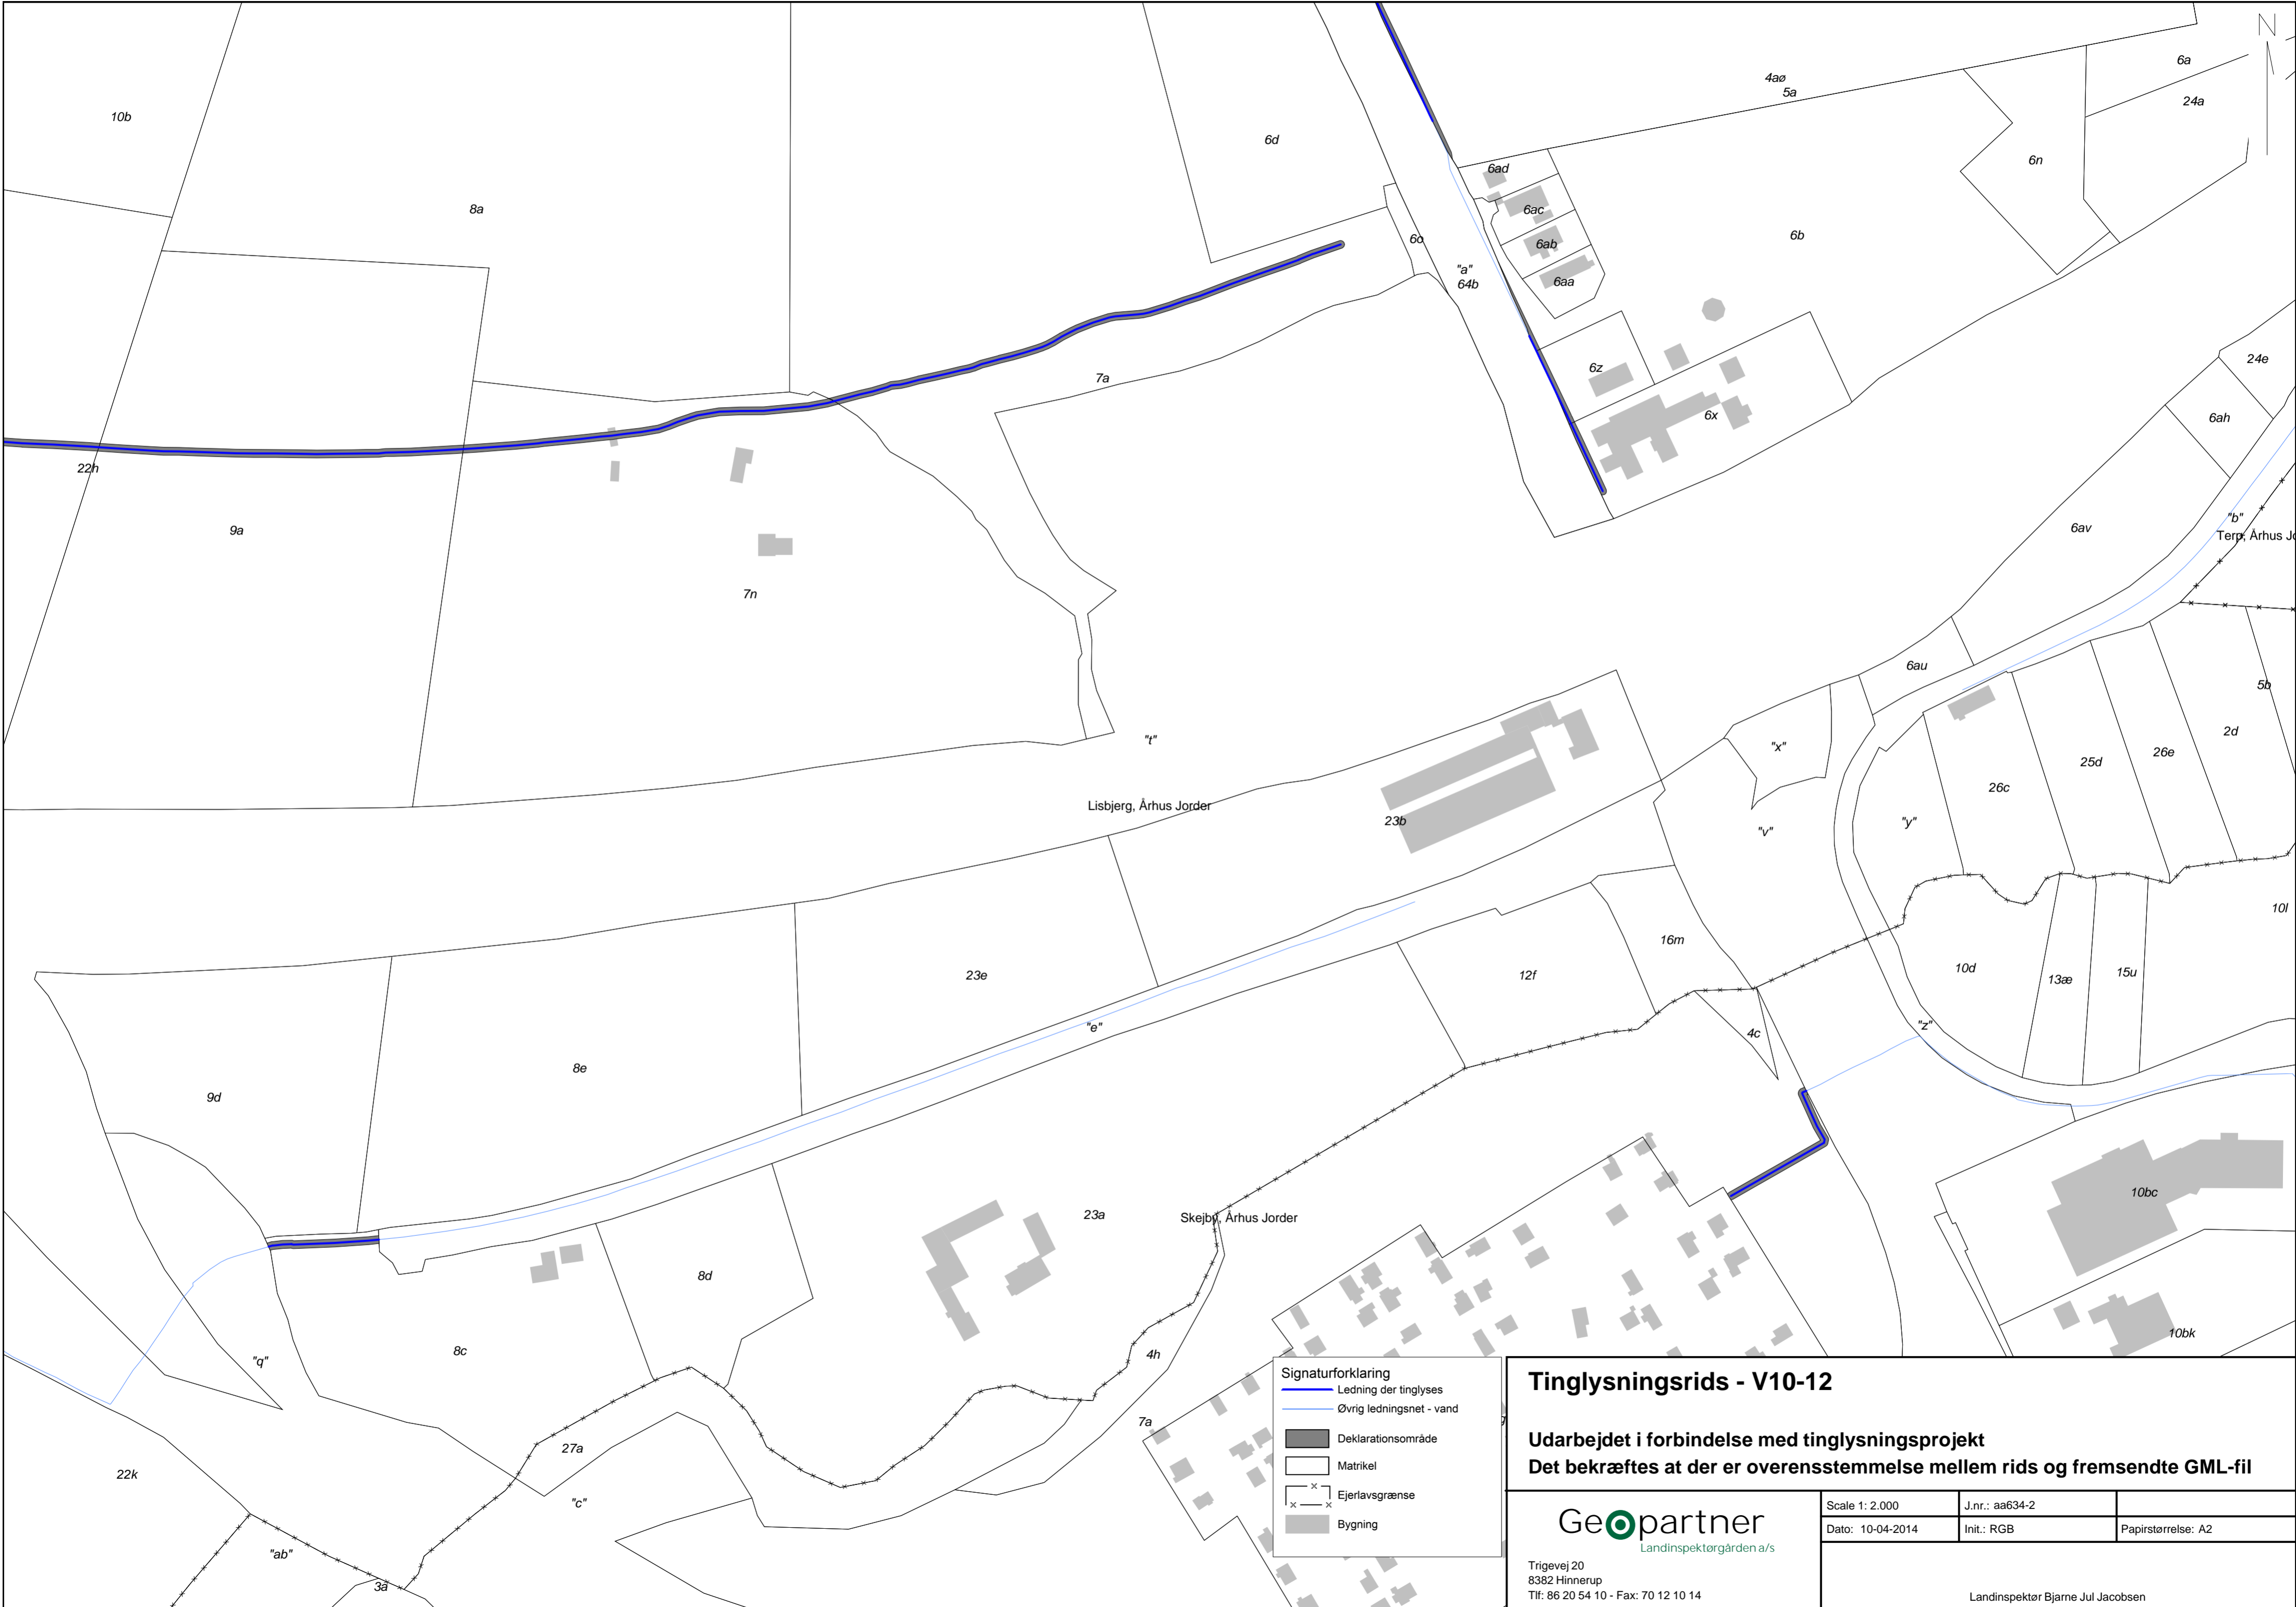 N
10b
8a
6d
4aø
5a
6a
24a
6n
6ad
6ac
6ab
6aa
6b
6o
"a"
64b
7a
6z
6x
24e
6ah
22h
9a
7n
6av
"b"
6au
5b
2d
26e
25d
26c
"x"
"t"
Lisbjerg, Århus Jorder
23b
"v"
"y"
10l
16m
12f
23e
10d
13æ
15u
"e"
4c
"z"
8e
9d
10bc
23a
Skejby, Århus Jorder
8d
8c
"q"
4h
10bk
7a
27a
22k
"c"
"ab"
3a
Signaturforklaring
Ledning der tinglyses
Øvrig ledningsnet - vand
Deklarationsområde
Matrikel
Ejerlavsgrænse
Bygning
Tinglysningsrids - V10-12
Udarbejdet i forbindelse med tinglysningsprojekt
Det bekræftes at der er overensstemmelse mellem rids og fremsendte GML-fil
Geopartner
Landinspektørgården a/s
Trigevej 20
8382 Hinnerup
Tlf: 86 20 54 10 - Fax: 70 12 10 14
Scale 1: 2.000
J.nr.: aa634-2
Dato: 10-04-2014
Init.: RGB
Papirstørrelse: A2
Landinspektør Bjarne Jul Jacobsen